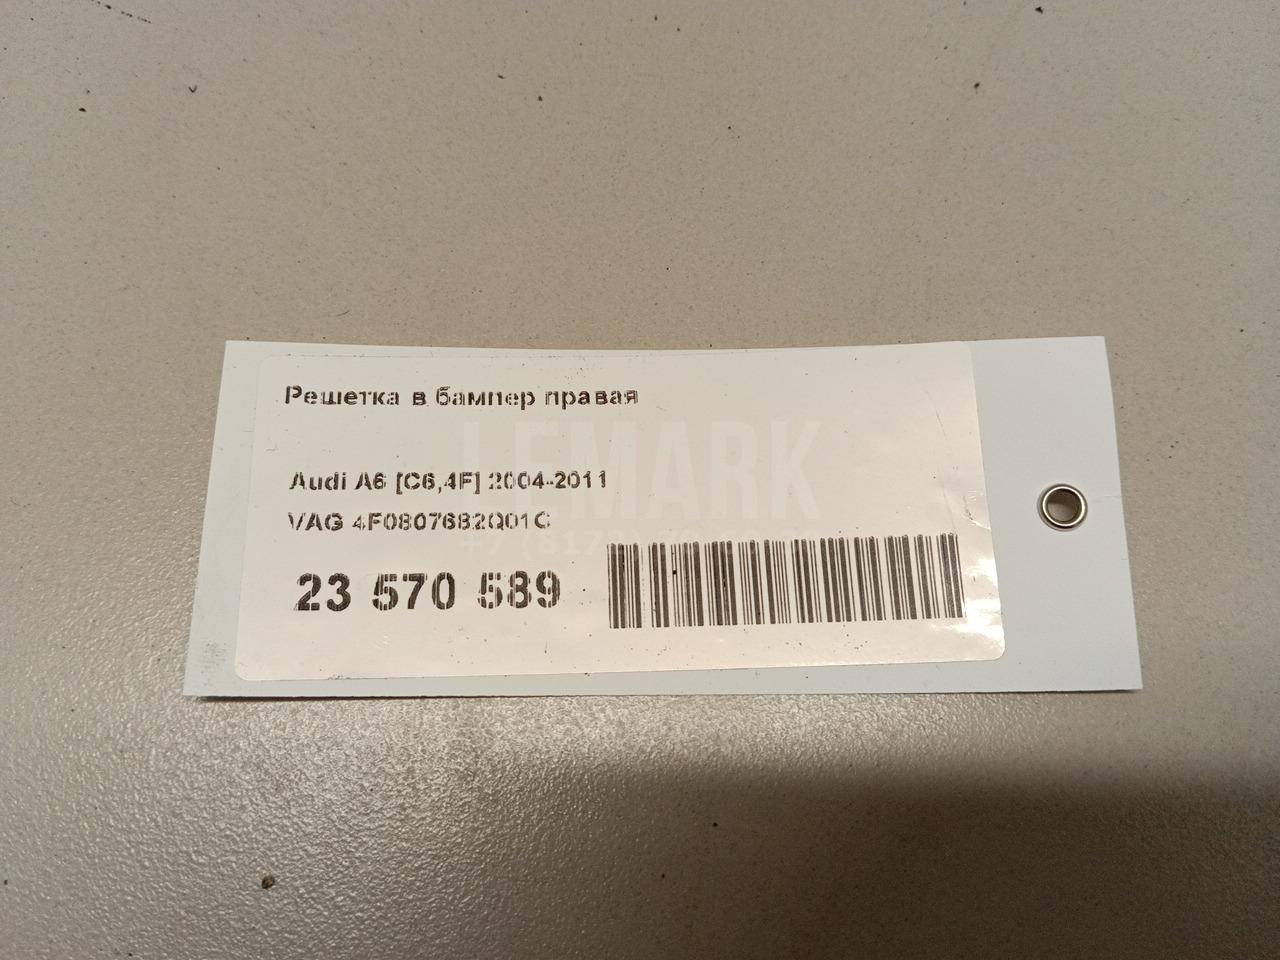 Решетка в бампер правая
LEMARK
Audi A6 [C6,4F] 2004-2011
VAG 4F0807682Q01C
23 570 589